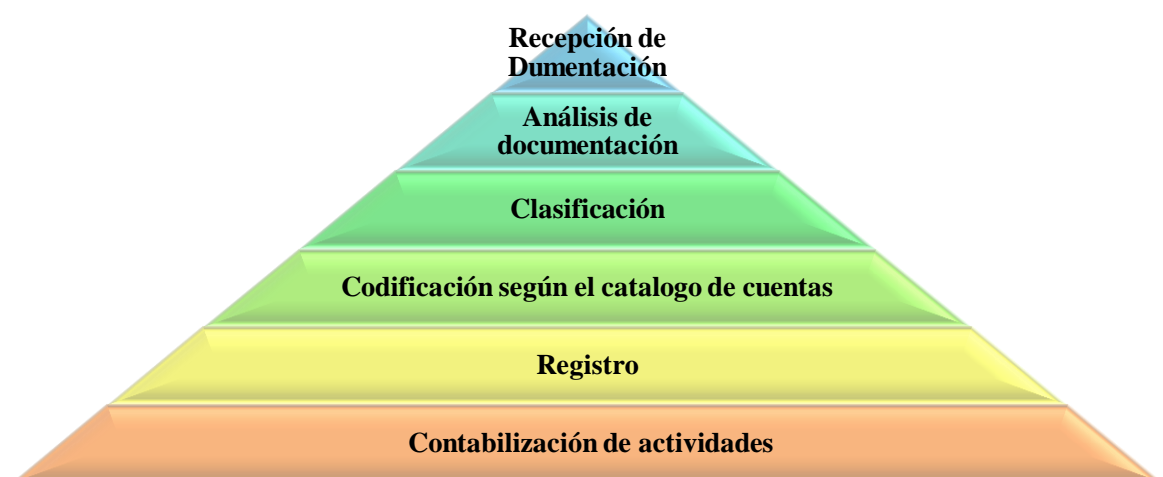 Recepción de
Dumentación
Análisis de
documentación
Clasificación
Codificación según el catalogo de cuentas
Registro
Contabilización de actividades